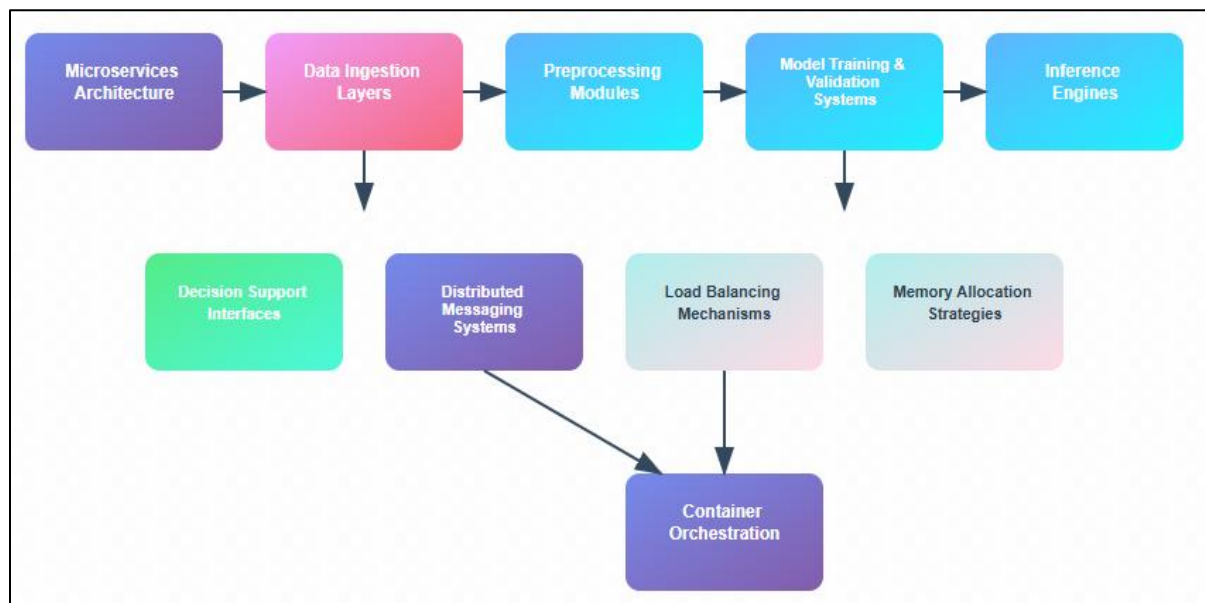 Microservices
Architecture
Data Ingestion
Layers
Preprocessing
Modules
Model Training &
Validation
Systems
Inference
Engines
Decision Support
Interfaces
Distributed
Messaging
Systems
Load Balancing
Mechanisms
Memory Allocation
Strategies
Container
Orchestration